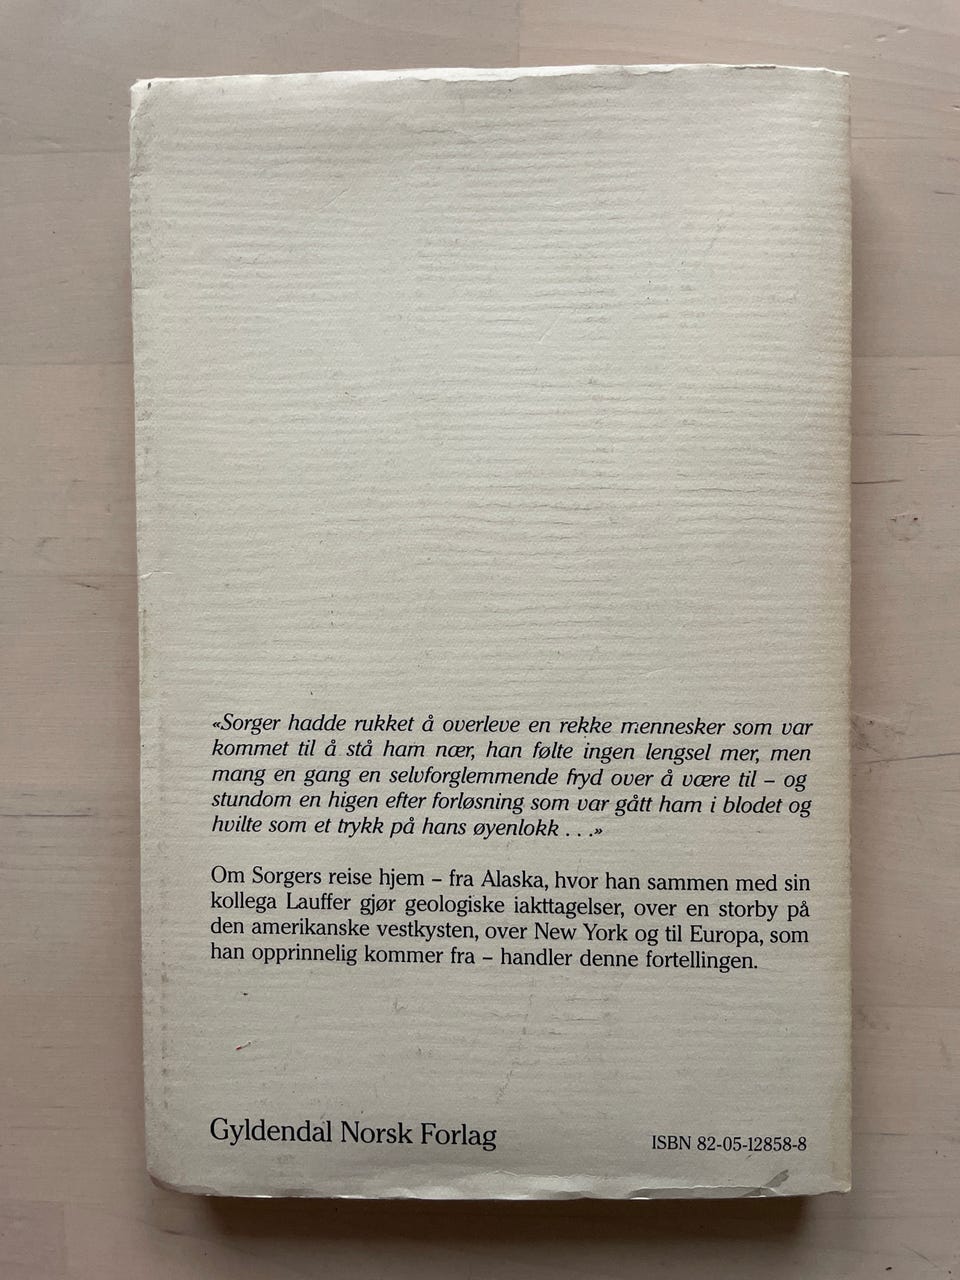 «Sorger hadde rukket å overleve en rekke mennesker som var
kommet til å stå ham nær, han følte ingen lengsel mer, men
mang en gang en selvforglemmende fryd over å være til – og
stundom en higen efter forløsning som var gått ham i blodet og
hvilte som et trykk på hans øyenlokk . . .»
Om Sorgers reise hjem – fra Alaska, hvor han sammen med sin
kollega Lauffer gjør geologiske iakttagelser, over en storby på
den amerikanske vestkysten, over New York og til Europa, som
han opprinnelig kommer fra – handler denne fortellingen.
Gyldendal Norsk Forlag
ISBN 82-05-12858-8